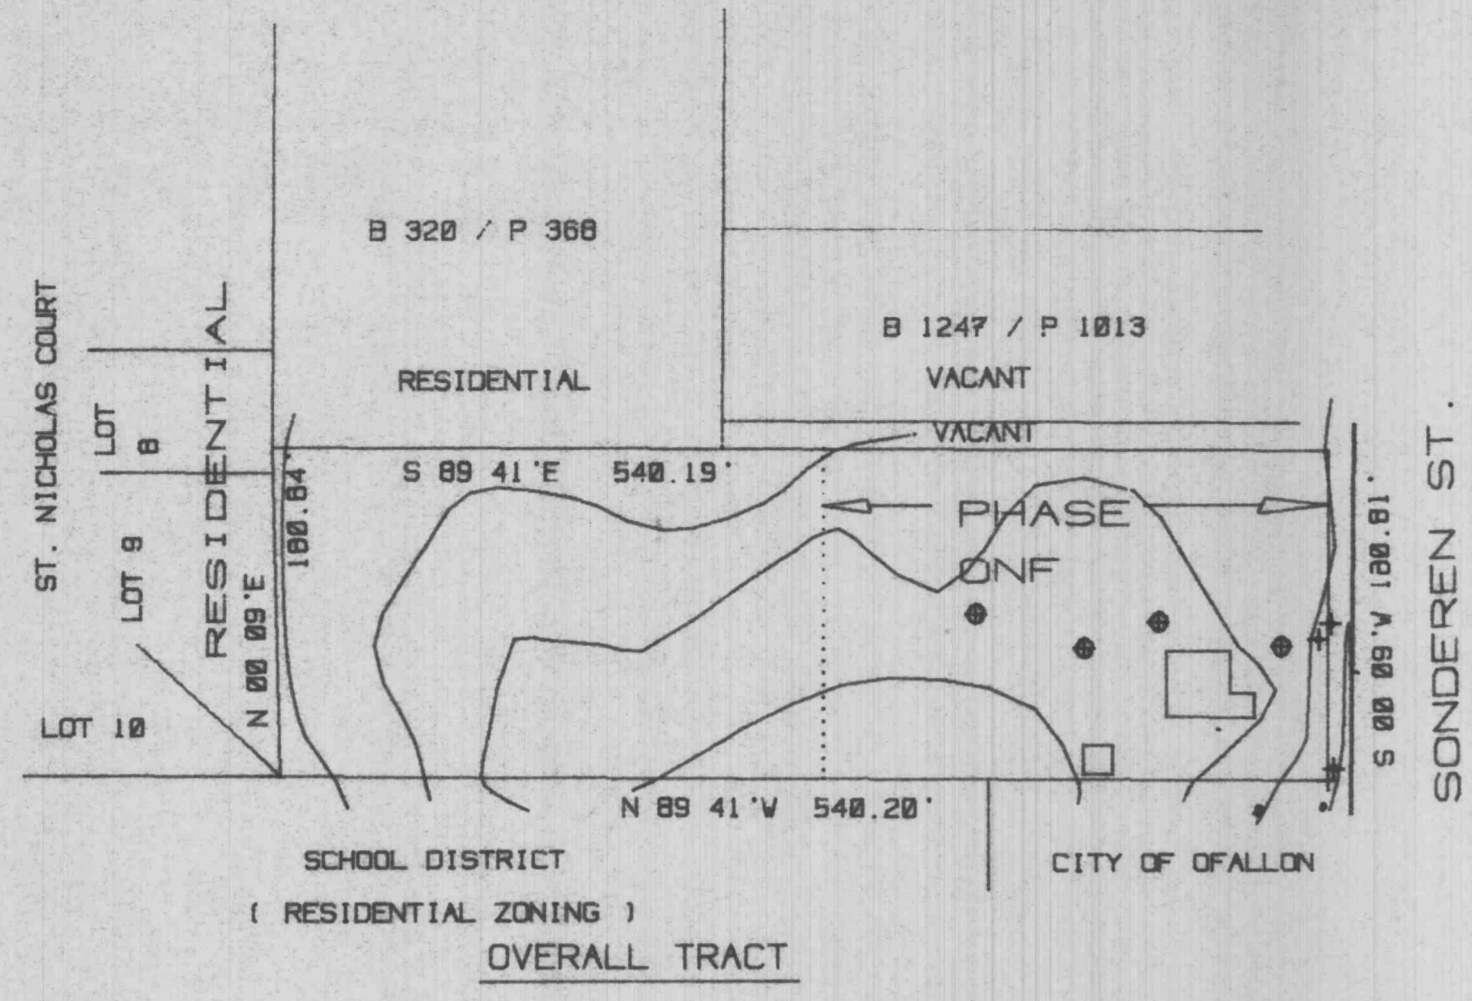 B 320 / P 368
RESIDENTIAL
B 1247 / P 1013
VACANT
VACANT
ST. NICHOLAS COURT
LOT
8
LOT 9
LOT 10
RESIDENTIAL
N 00 09'E
180.84'
S 89 41'E 540.19'
PHASE
ONF
S 00 09'W 180.81'
SONDEREN ST.
N 89 41'W 540.20'
SCHOOL DISTRICT
( RESIDENTIAL ZONING )
CITY OF OFALLON
OVERALL TRACT